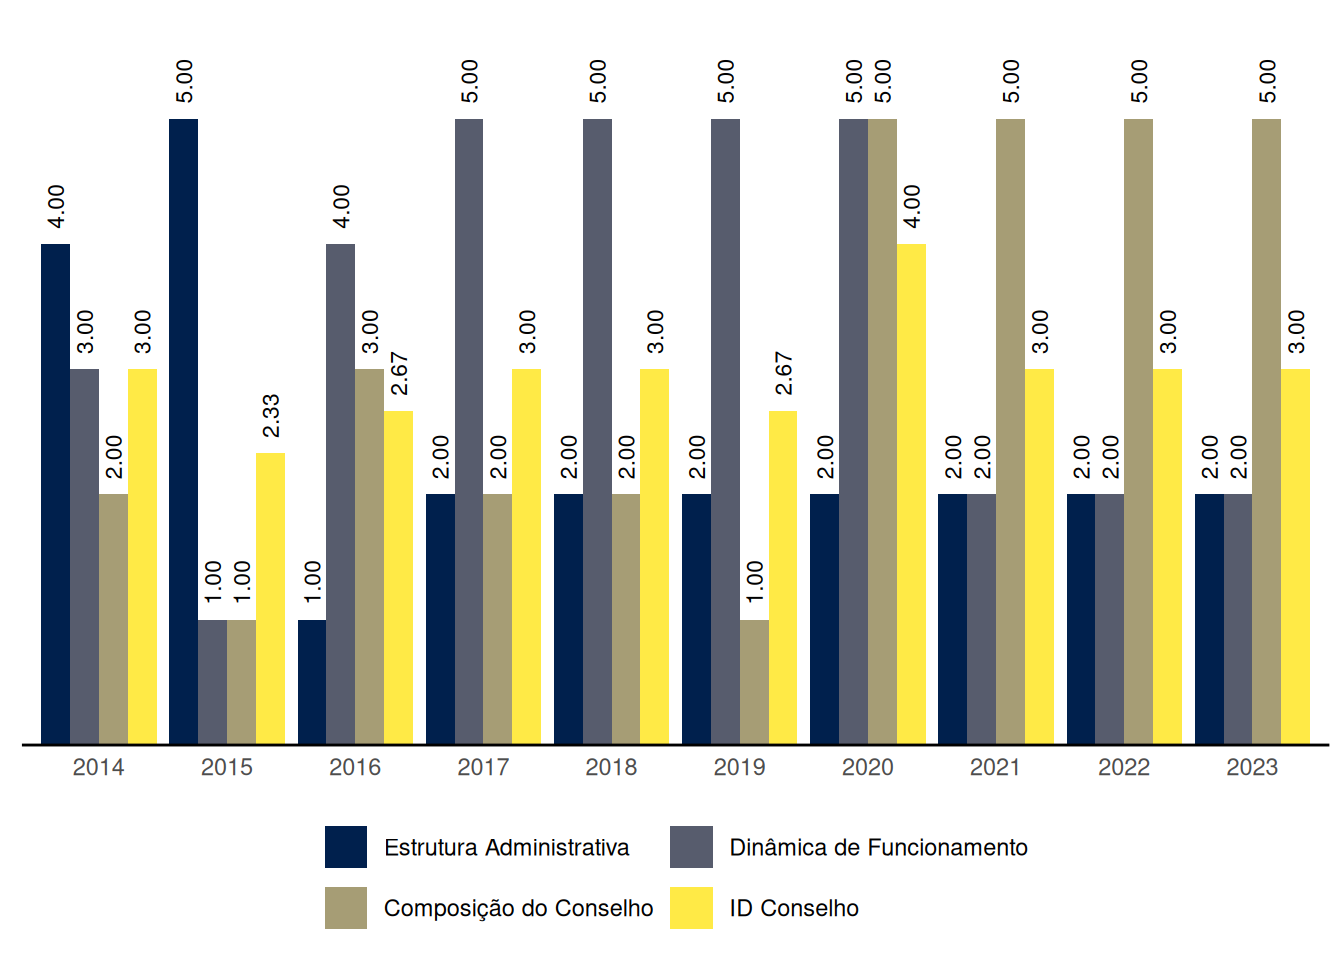 5.00 5.00 5.00 5.00 5.00 5.00 5.00 5.00 5.00
4.00 4.00 4.00
3.00 3.00 3.00 3.00 3.00 3.00 3.00 3.00
2.67 2.67
2.33
2.00 2.00 2.00 2.00 2.00 2.00 2.00 2.00 2.00 2.00 2.00 2.00 2.00
1.00 1.00 1.00 1.00
2014 2015 2016 2017 2018 2019 2020 2021 2022 2023
Estrutura Administrativa Dinâmica de Funcionamento
Composição do Conselho ID Conselho